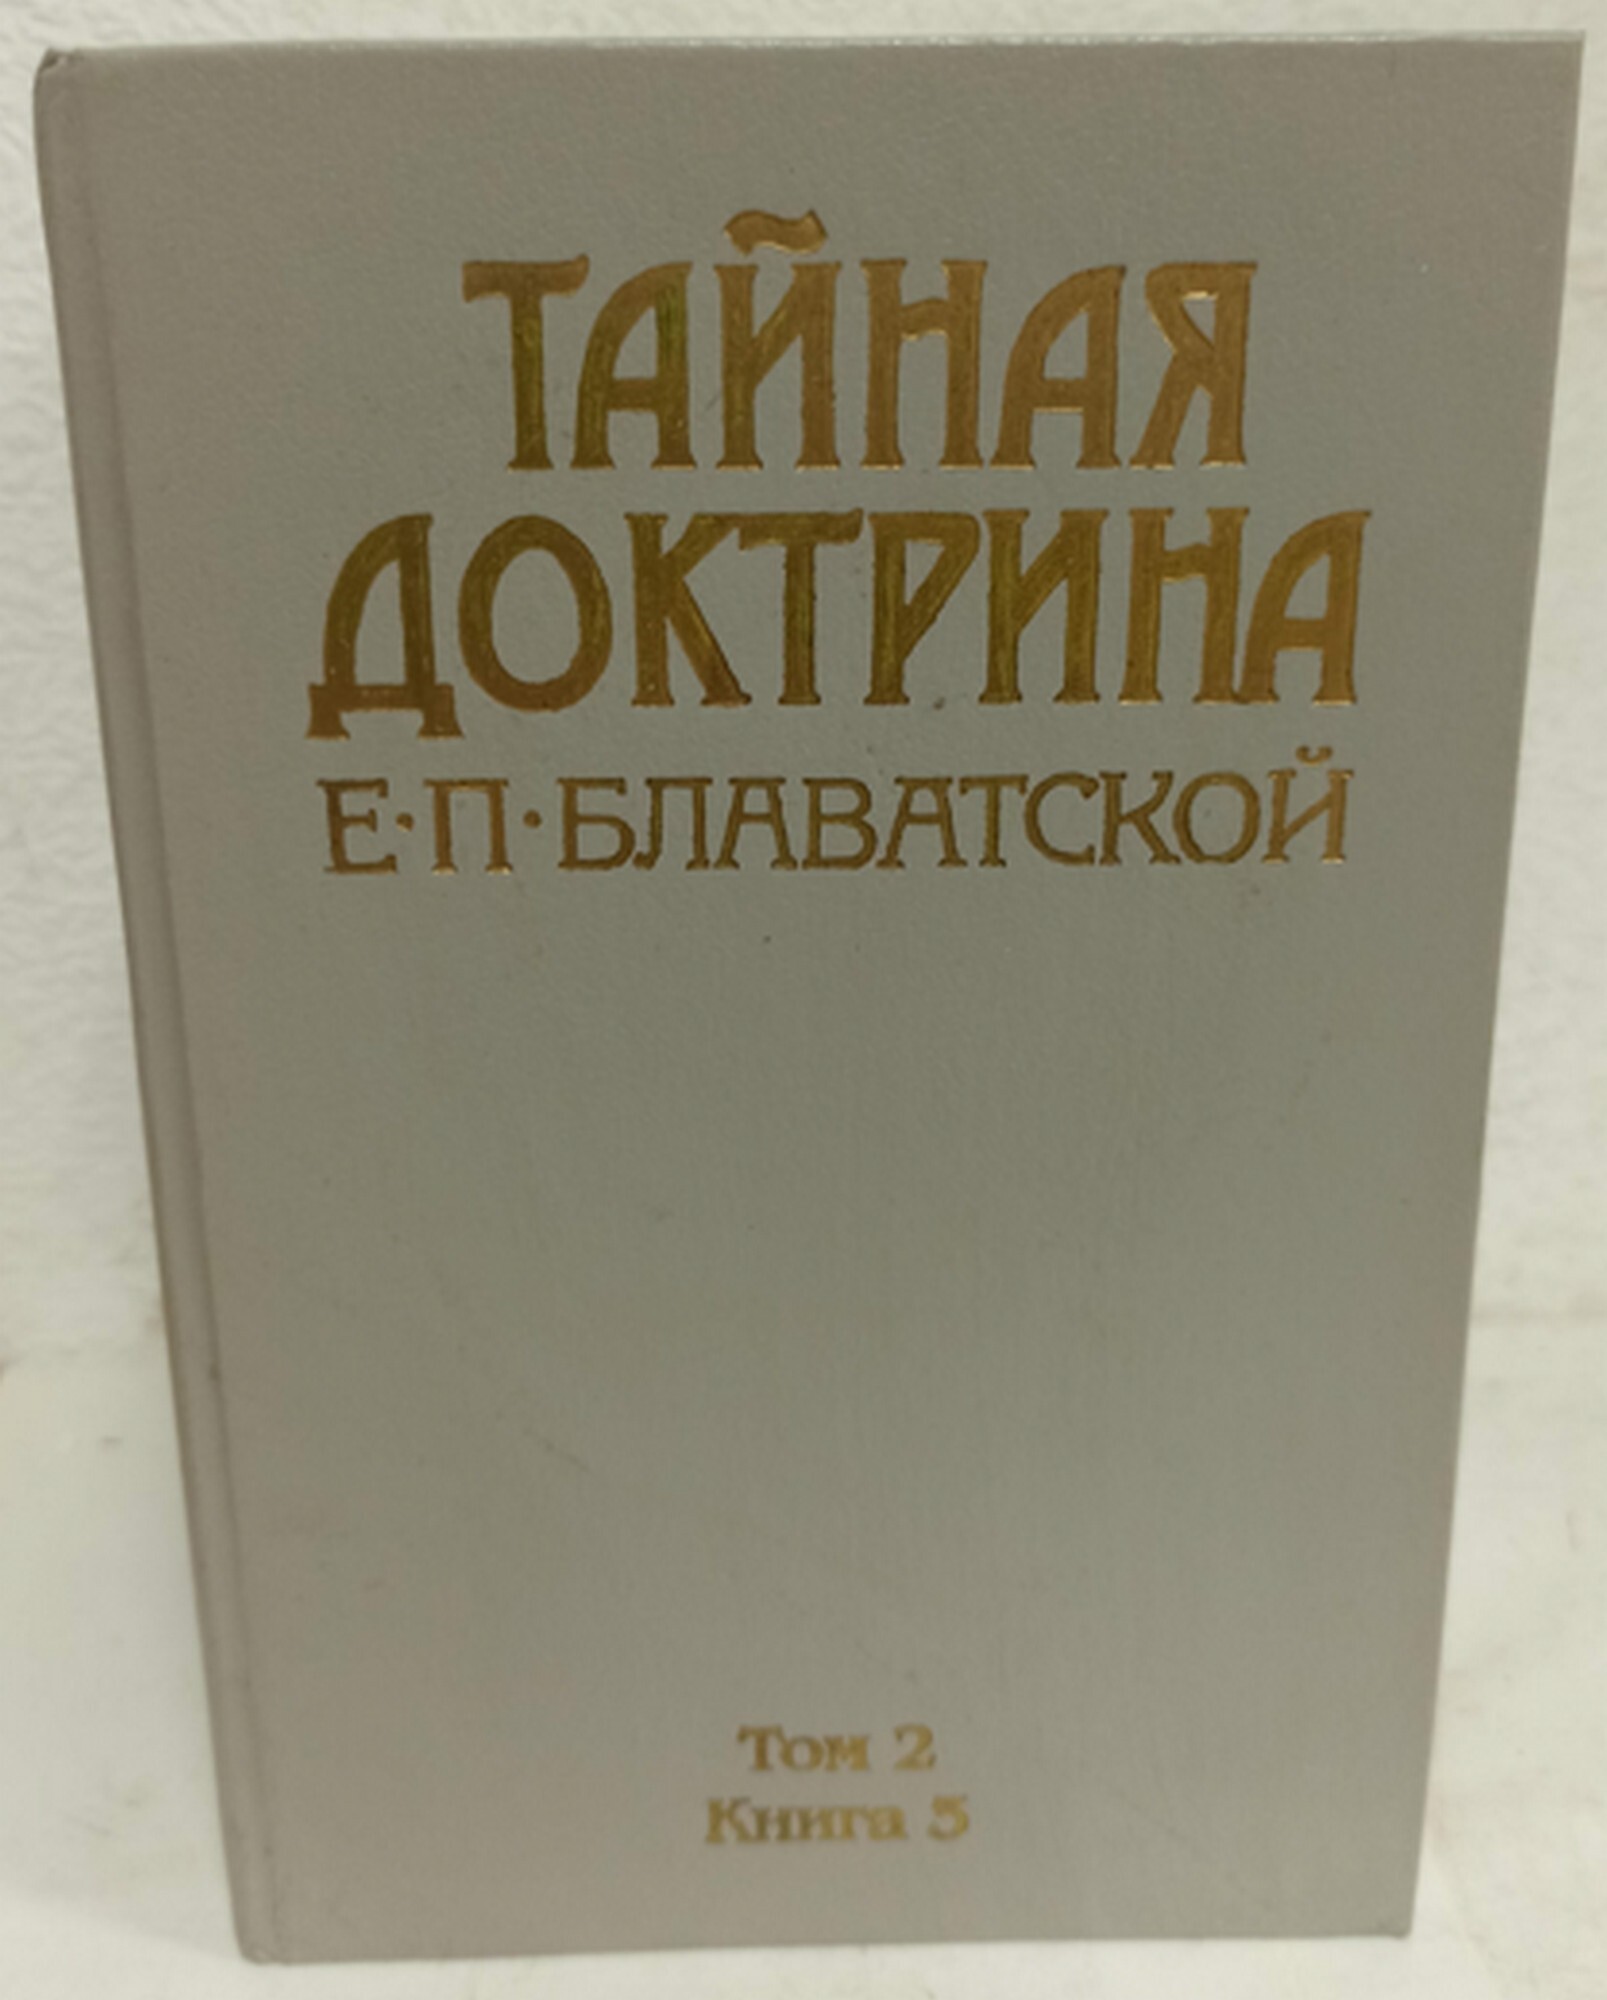 ТАЙНАЯ
ДОКТРИНА
Е·П·БЛАВАТСКОЙ
Том 2
Книга 3